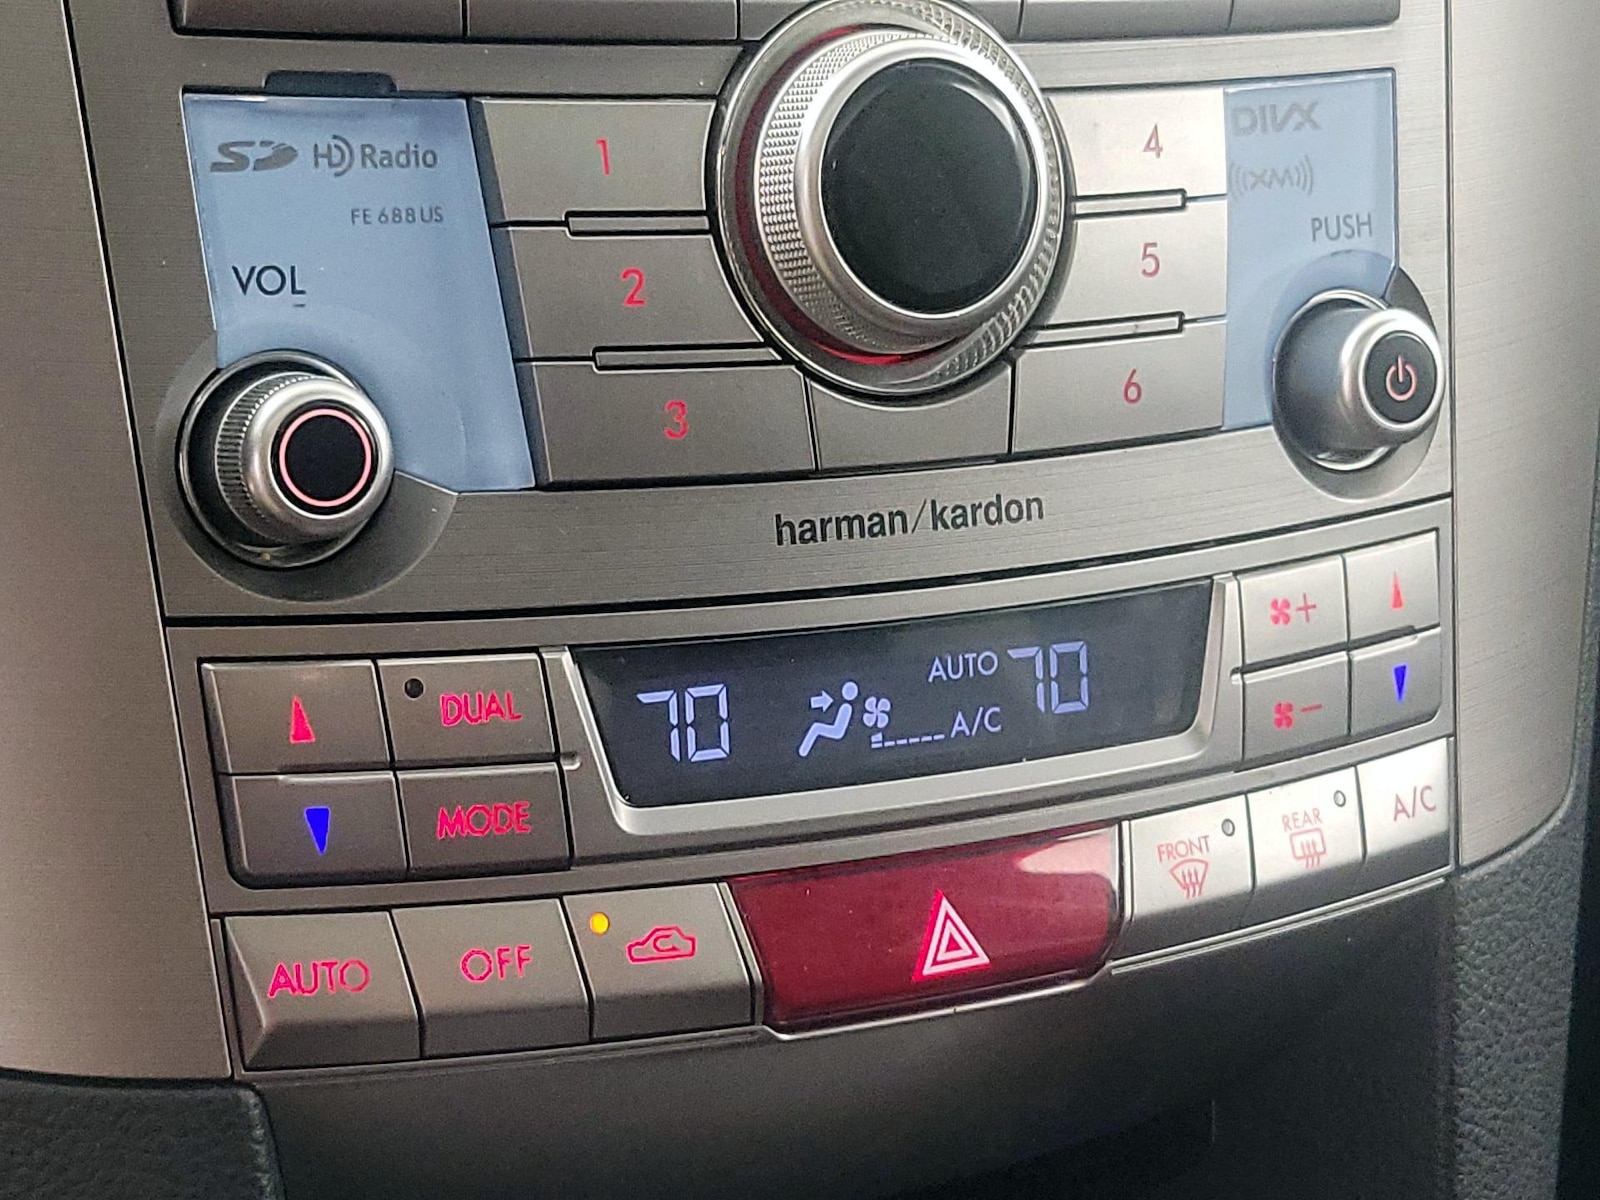 SD HD Radio
FE 688US
VOL
1
2
3
4
5
6
DIVX
((XM))
PUSH
harman/kardon
DUAL
MODE
70
AUTO
A/C
70
+
-
AUTO
OFF
FRONT
REAR
A/C